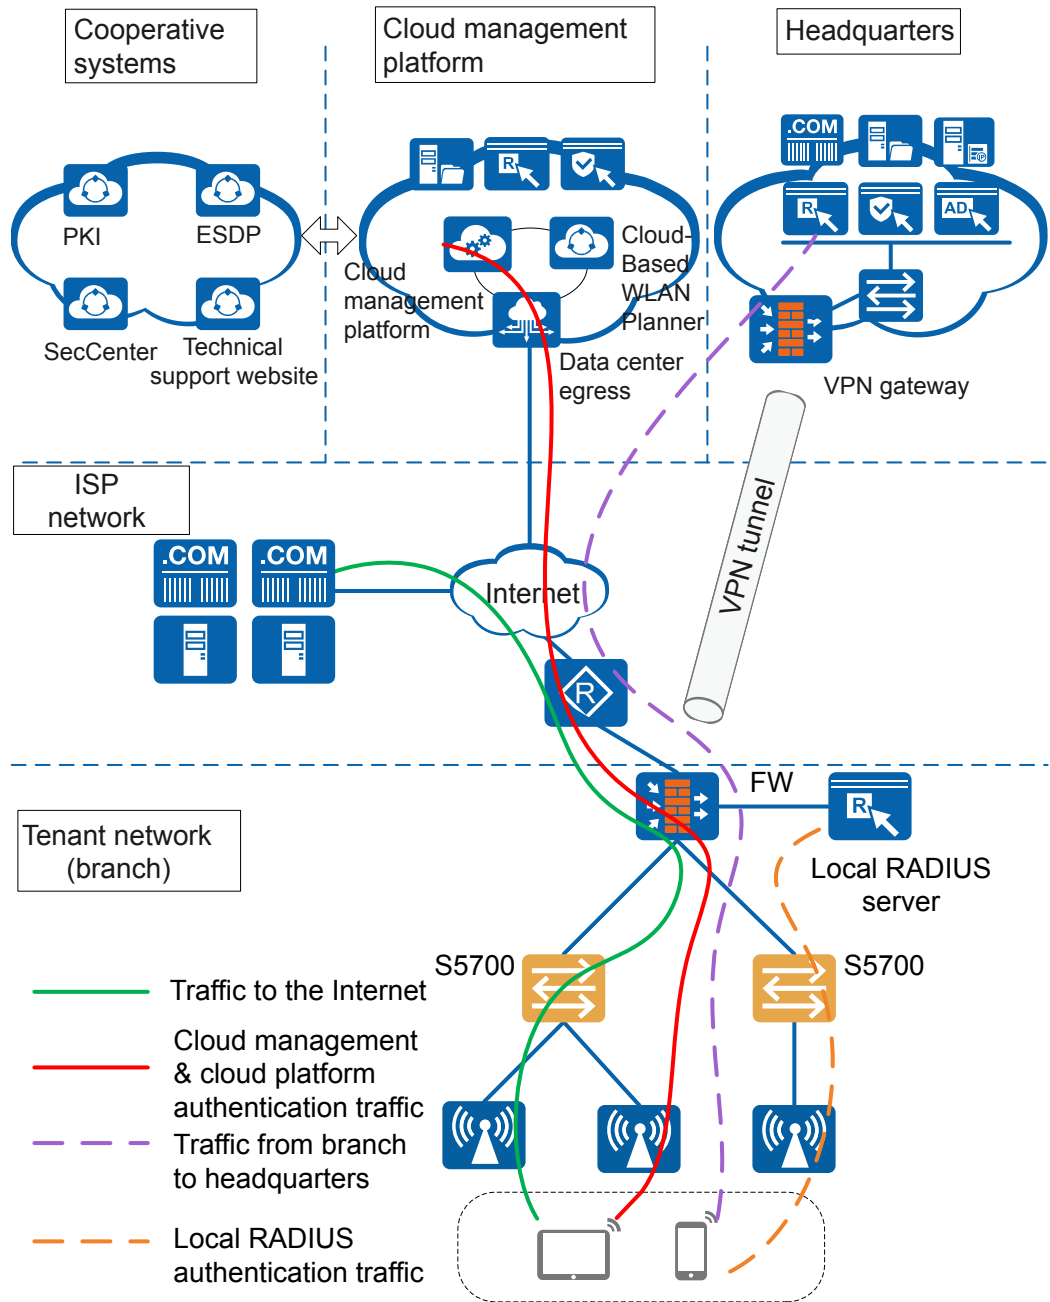 Cooperative
systems
Cloud management
platform
Headquarters
.COM
R
R
AD
IP
PKI
ESDP
SecCenter
Technical
support website
Cloud
management
platform
Cloud-
Based
WLAN
Planner
Data center
egress
VPN gateway
ISP
network
.COM
.COM
Internet
VPN tunnel
R
Tenant network
(branch)
FW
R
Local RADIUS
server
S5700
S5700
Traffic to the Internet
Cloud management
& cloud platform
authentication traffic
Traffic from branch
to headquarters
Local RADIUS
authentication traffic